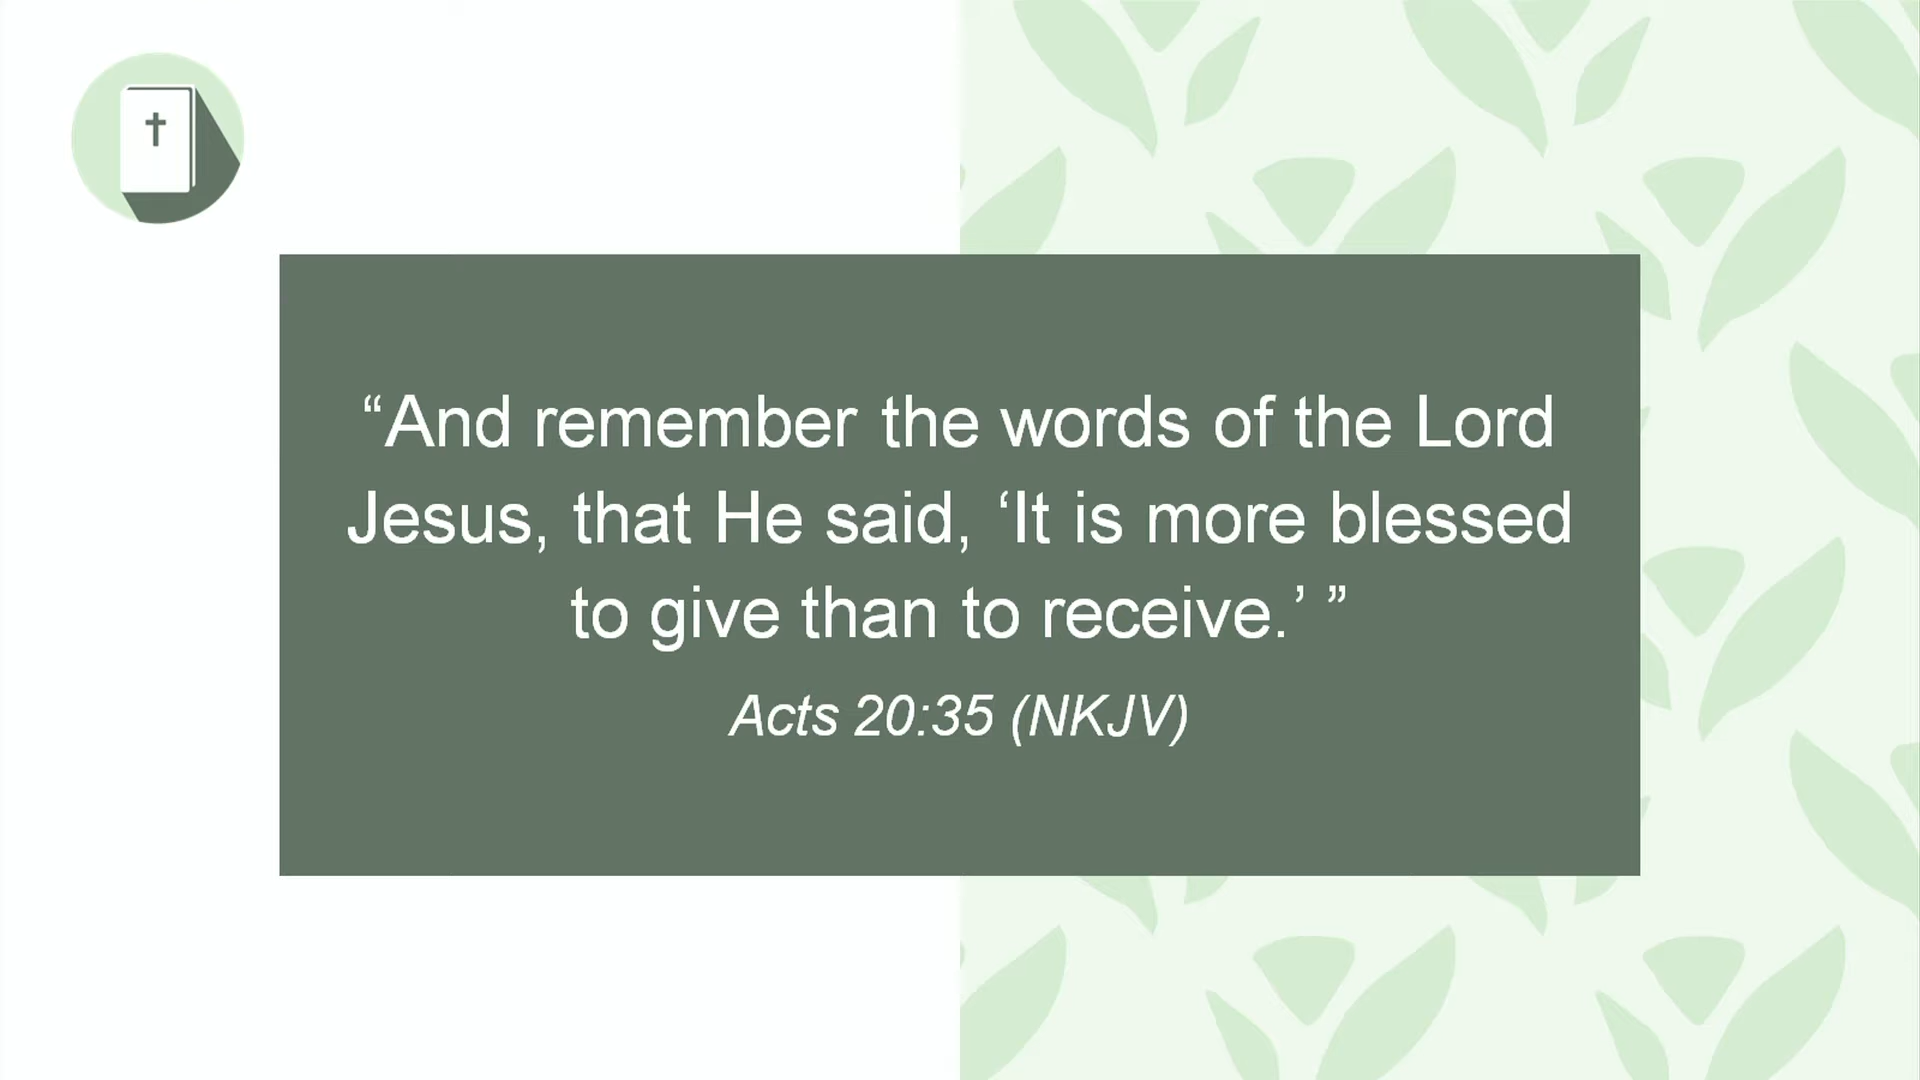 “And remember the words of the Lord
Jesus, that He said, ‘It is more blessed
to give than to receive.’ ”
Acts 20:35 (NKJV)